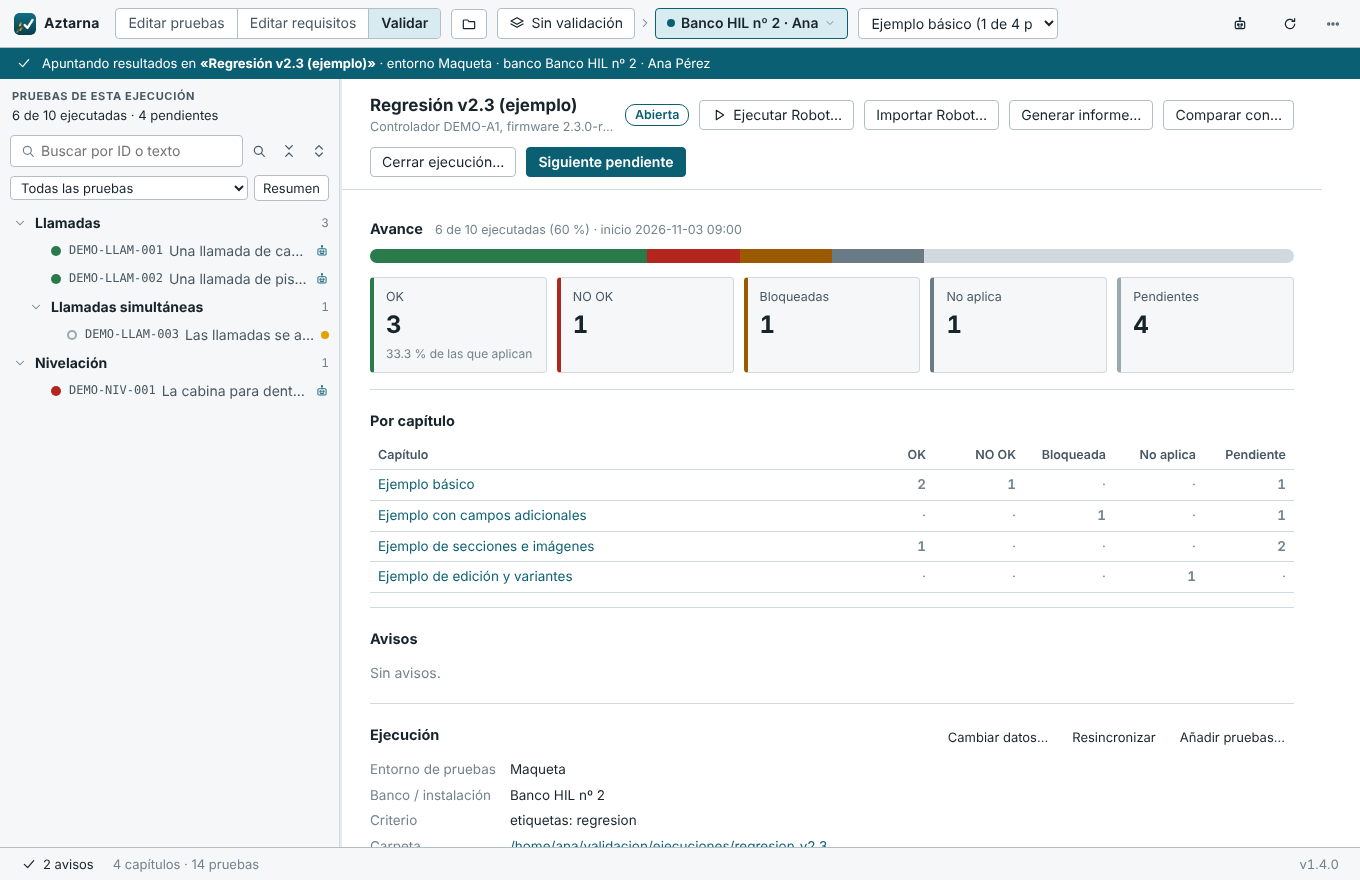 Aztarna
Editar pruebas
Editar requisitos
Validar
Sin validación
Banco HIL nº 2 · Ana
Ejemplo básico (1 de 4 p
Apuntando resultados en «Regresión v2.3 (ejemplo)» · entorno Maqueta · banco Banco HIL nº 2 · Ana Pérez
PRUEBAS DE ESTA EJECUCIÓN
6 de 10 ejecutadas · 4 pendientes
Buscar por ID o texto
Todas las pruebas
Resumen
Llamadas 3
DEMO-LLAM-001 Una llamada de ca...
DEMO-LLAM-002 Una llamada de pis...
Llamadas simultáneas 1
DEMO-LLAM-003 Las llamadas se a...
Nivelación 1
DEMO-NIV-001 La cabina para dent...
Regresión v2.3 (ejemplo)
Controlador DEMO-A1, firmware 2.3.0-r...
Abierta
Ejecutar Robot...
Importar Robot...
Generar informe...
Comparar con...
Cerrar ejecución...
Siguiente pendiente
Avance 6 de 10 ejecutadas (60 %) · inicio 2026-11-03 09:00
OK
3
33.3 % de las que aplican
NO OK
1
Bloqueadas
1
No aplica
1
Pendientes
4
Por capítulo
Capítulo OK NO OK Bloqueada No aplica Pendiente
Ejemplo básico 2 1 · · 1
Ejemplo con campos adicionales · · 1 · 1
Ejemplo de secciones e imágenes 1 · · · 2
Ejemplo de edición y variantes · · · 1 ·
Avisos
Sin avisos.
Ejecución
Cambiar datos...
Resincronizar
Añadir pruebas...
Entorno de pruebas Maqueta
Banco / instalación Banco HIL nº 2
Criterio etiquetas: regresion
Carpeta /home/ana/validacion/ejecuciones/regresion-v2.3
2 avisos
4 capítulos · 14 pruebas
v1.4.0